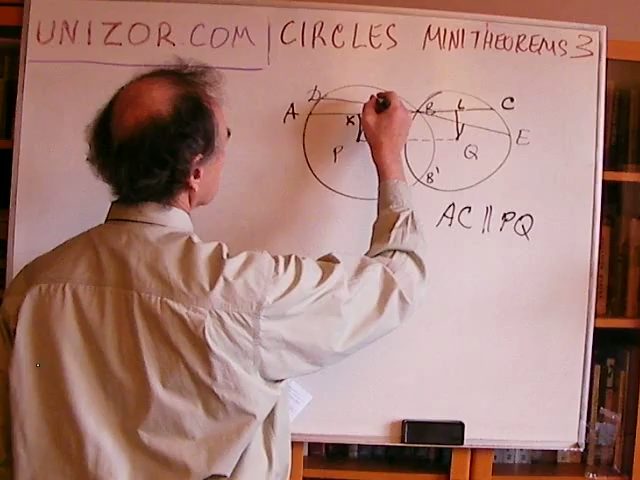 UNIZOR.COM | CIRCLES MINITHEOREMS 3
D
A K B L C
E
P Q
B'
AC || PQ